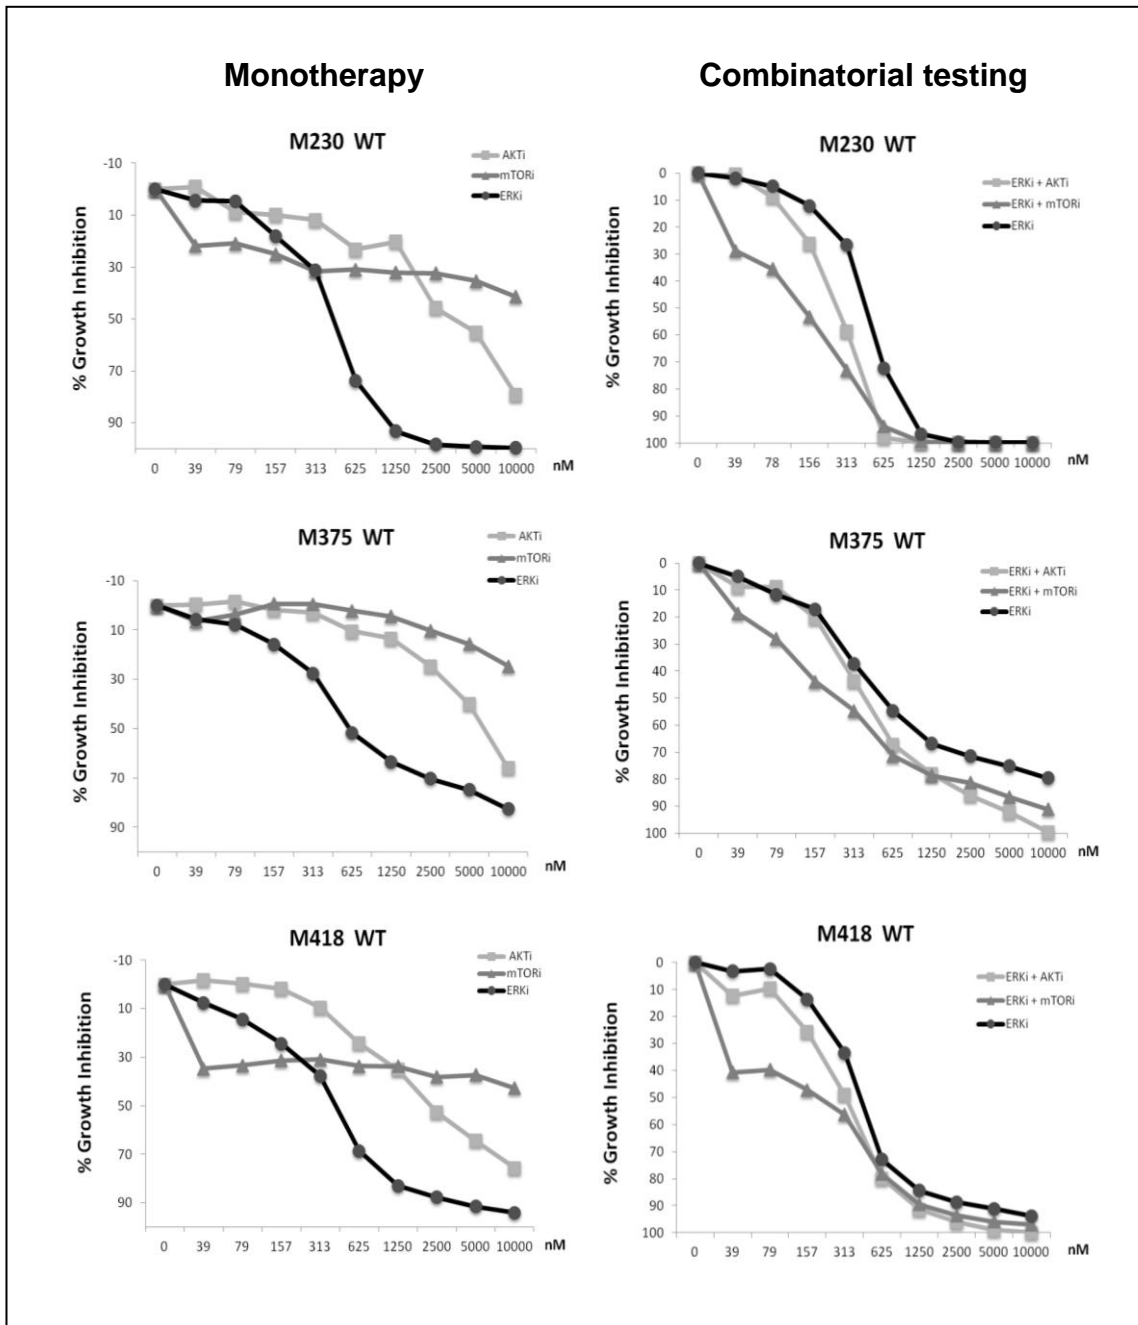 Monotherapy
Combinatorial testing
M230 WT
AKTi
mTORi
ERKi
% Growth Inhibition
-10
10
30
50
70
90
0 39 79 157 313 625 1250 2500 5000 10000 nM
M230 WT
ERKi + AKTi
ERKi + mTORi
ERKi
% Growth Inhibition
0
10
20
30
40
50
60
70
80
90
100
0 39 78 156 313 625 1250 2500 5000 10000 nM
M375 WT
AKTi
mTORi
ERKi
% Growth Inhibition
-10
10
30
50
70
90
0 39 79 157 313 625 1250 2500 5000 10000 nM
M375 WT
ERKi + AKTi
ERKi + mTORi
ERKi
% Growth Inhibition
0
10
20
30
40
50
60
70
80
90
100
0 39 79 157 313 625 1250 2500 5000 10000 nM
M418 WT
AKTi
mTORi
ERKi
% Growth Inhibition
-10
10
30
50
70
90
0 39 79 157 313 625 1250 2500 5000 10000 nM
M418 WT
ERKi + AKTi
ERKi + mTORi
ERKi
% Growth Inhibition
0
10
20
30
40
50
60
70
80
90
100
0 39 79 157 313 625 1250 2500 5000 10000 nM